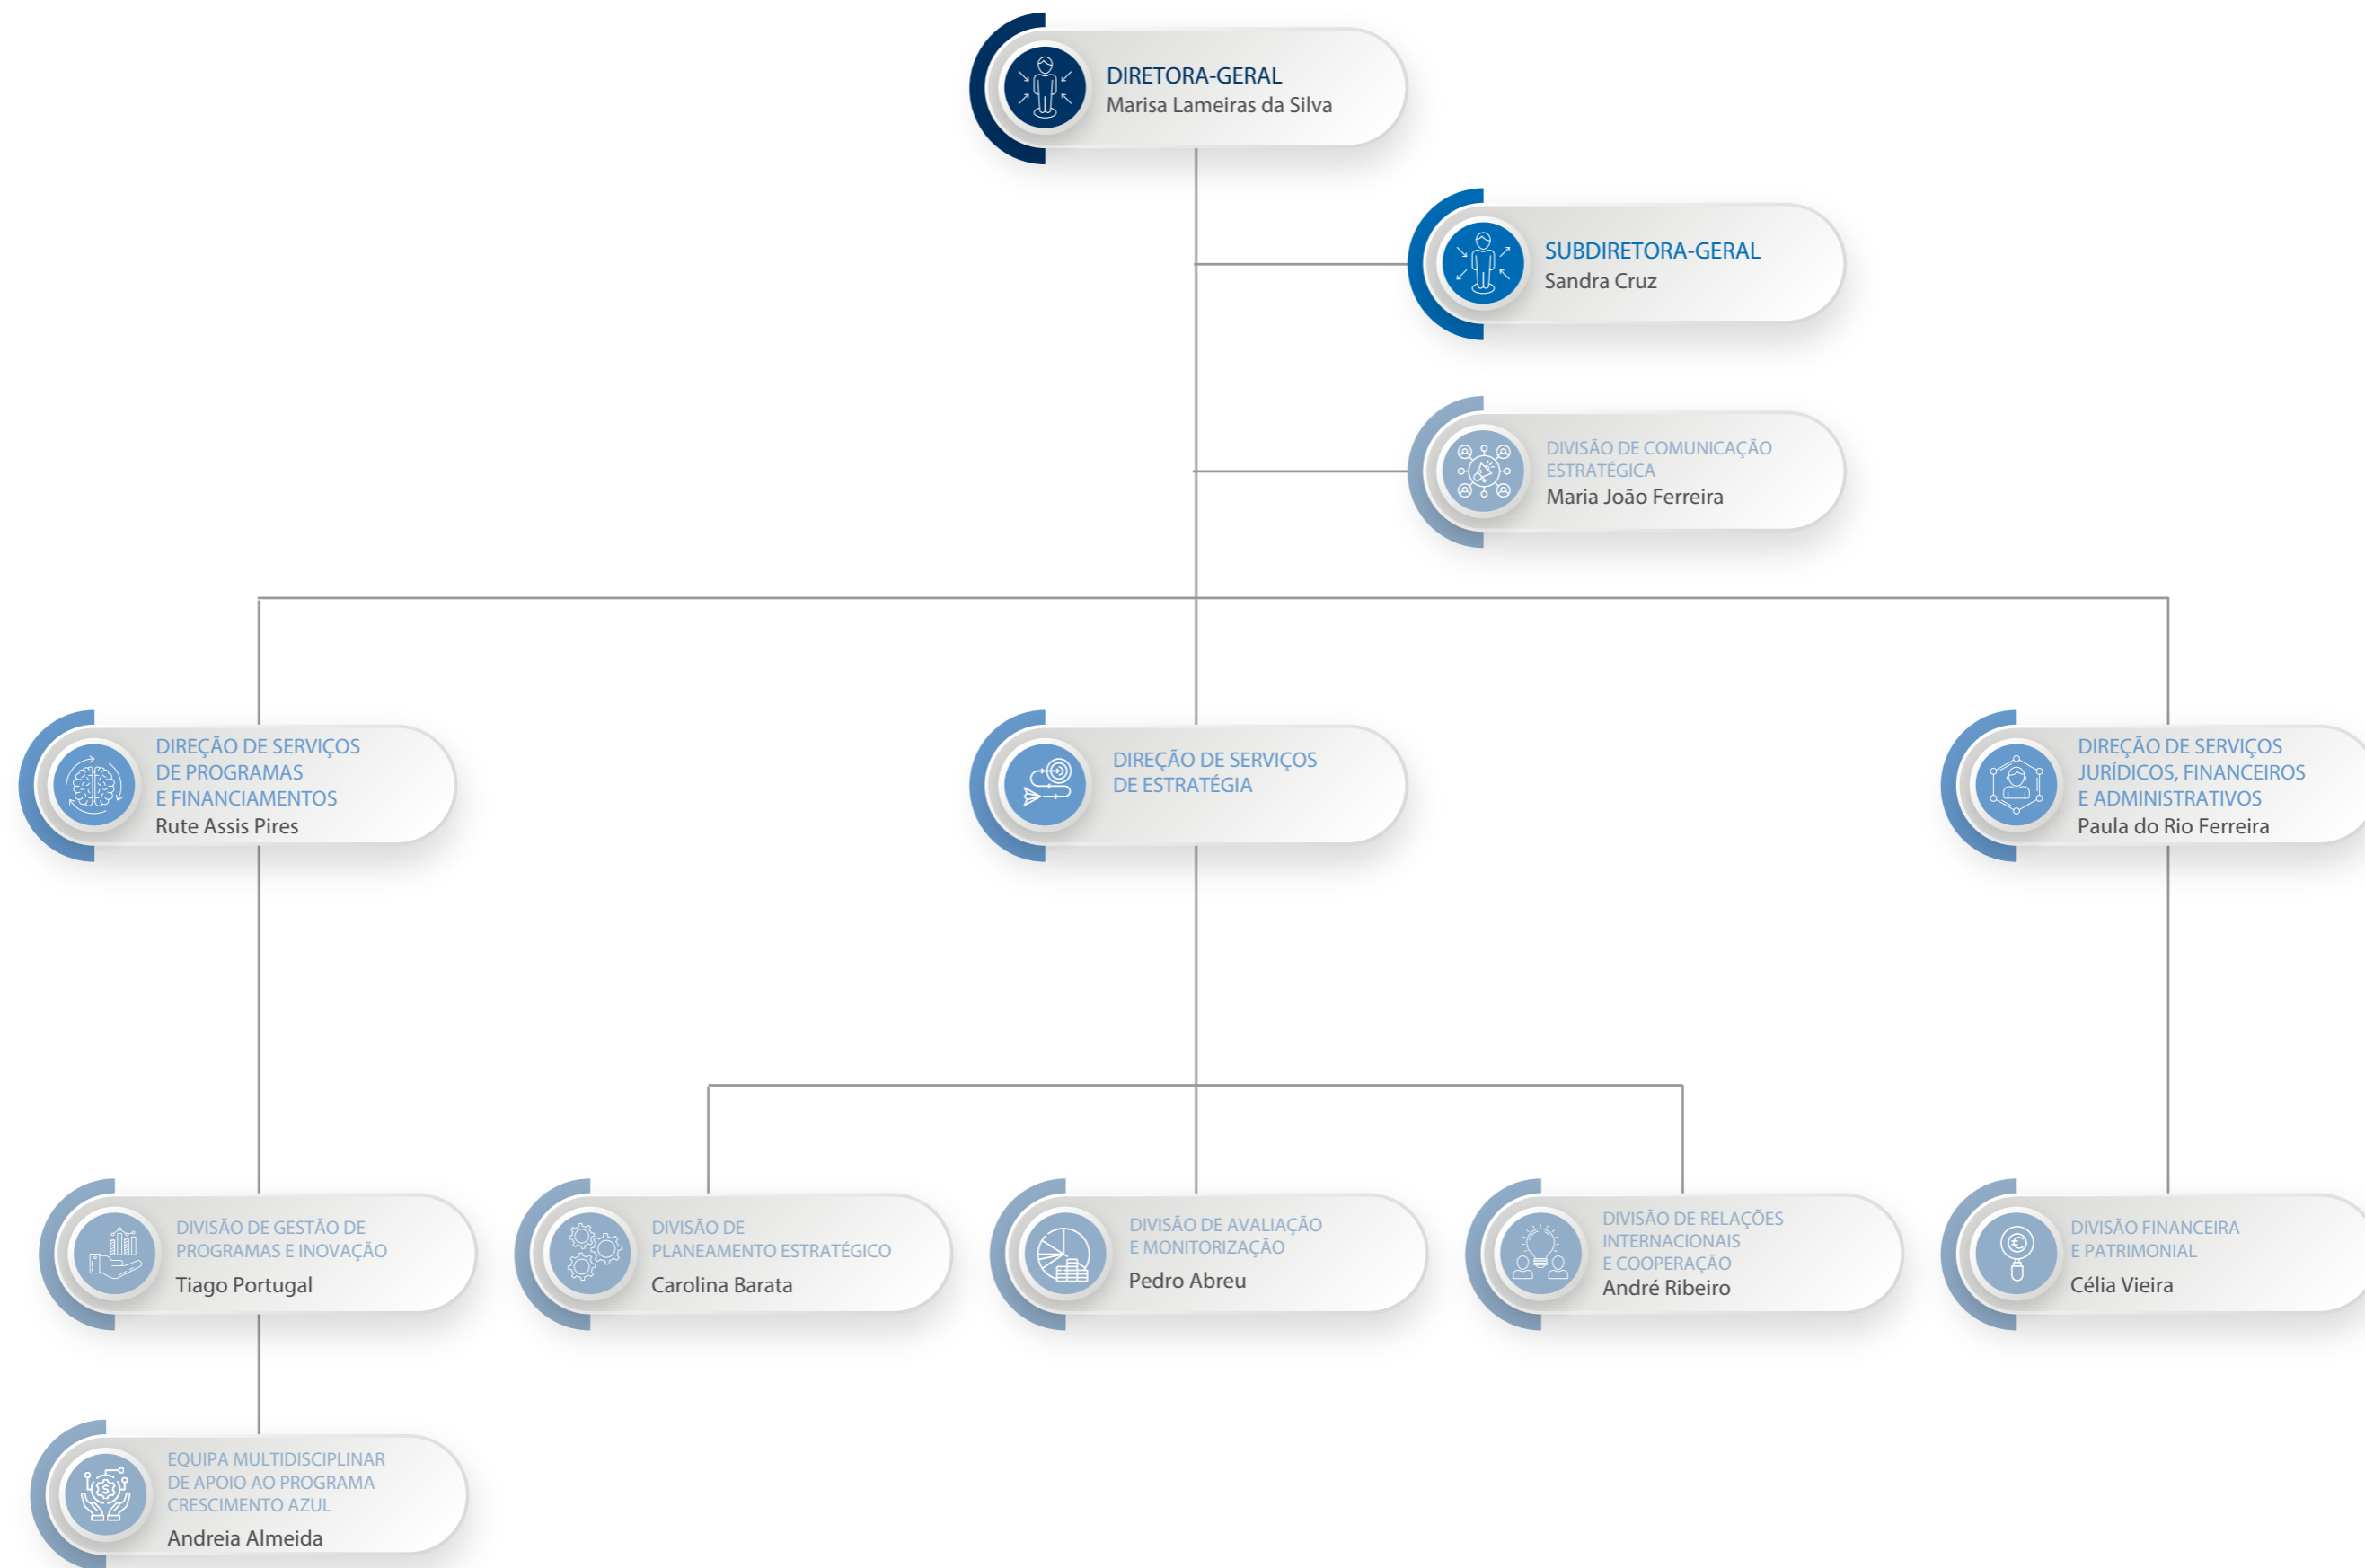 DIRETORA-GERAL
Marisa Lameiras da Silva
SUBDIRETORA-GERAL
Sandra Cruz
DIVISÃO DE COMUNICAÇÃO
ESTRATÉGICA
Maria João Ferreira
DIREÇÃO DE SERVIÇOS
DE PROGRAMAS
E FINANCIAMENTOS
Rute Assis Pires
DIREÇÃO DE SERVIÇOS
DE ESTRATÉGIA
DIREÇÃO DE SERVIÇOS
JURÍDICOS, FINANCEIROS
E ADMINISTRATIVOS
Paula do Rio Ferreira
DIVISÃO DE GESTÃO DE
PROGRAMAS E INOVAÇÃO
Tiago Portugal
DIVISÃO DE
PLANEAMENTO ESTRATÉGICO
Carolina Barata
DIVISÃO DE AVALIAÇÃO
E MONITORIZAÇÃO
Pedro Abreu
DIVISÃO DE RELAÇÕES
INTERNACIONAIS
E COOPERAÇÃO
André Ribeiro
DIVISÃO FINANCEIRA
E PATRIMONIAL
Célia Vieira
EQUIPA MULTIDISCIPLINAR
DE APOIO AO PROGRAMA
CRESCIMENTO AZUL
Andreia Almeida